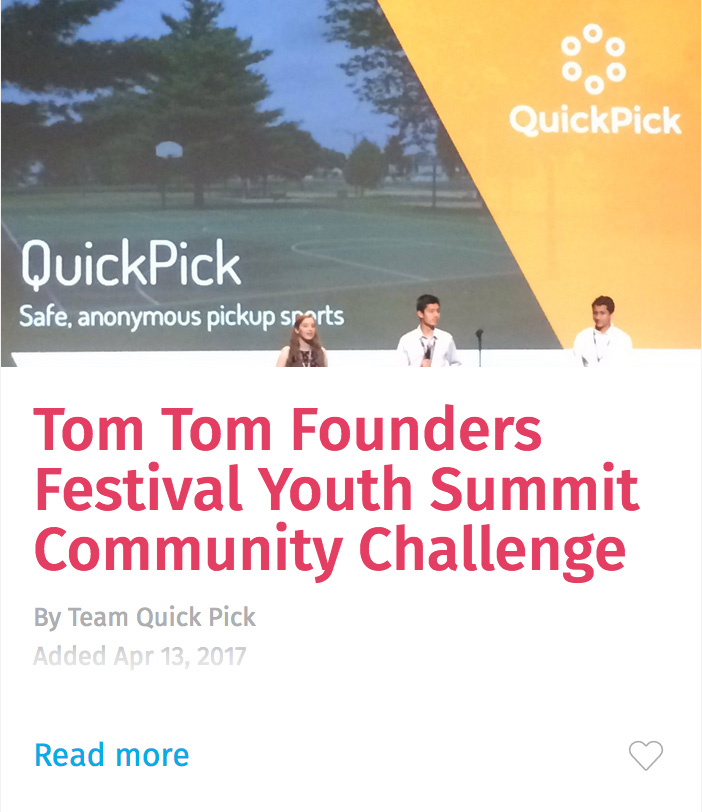 QuickPick
QuickPick
Safe, anonymous pickup sports
Tom Tom Founders
Festival Youth Summit
Community Challenge
By Team Quick Pick
Added Apr 13, 2017
Read more